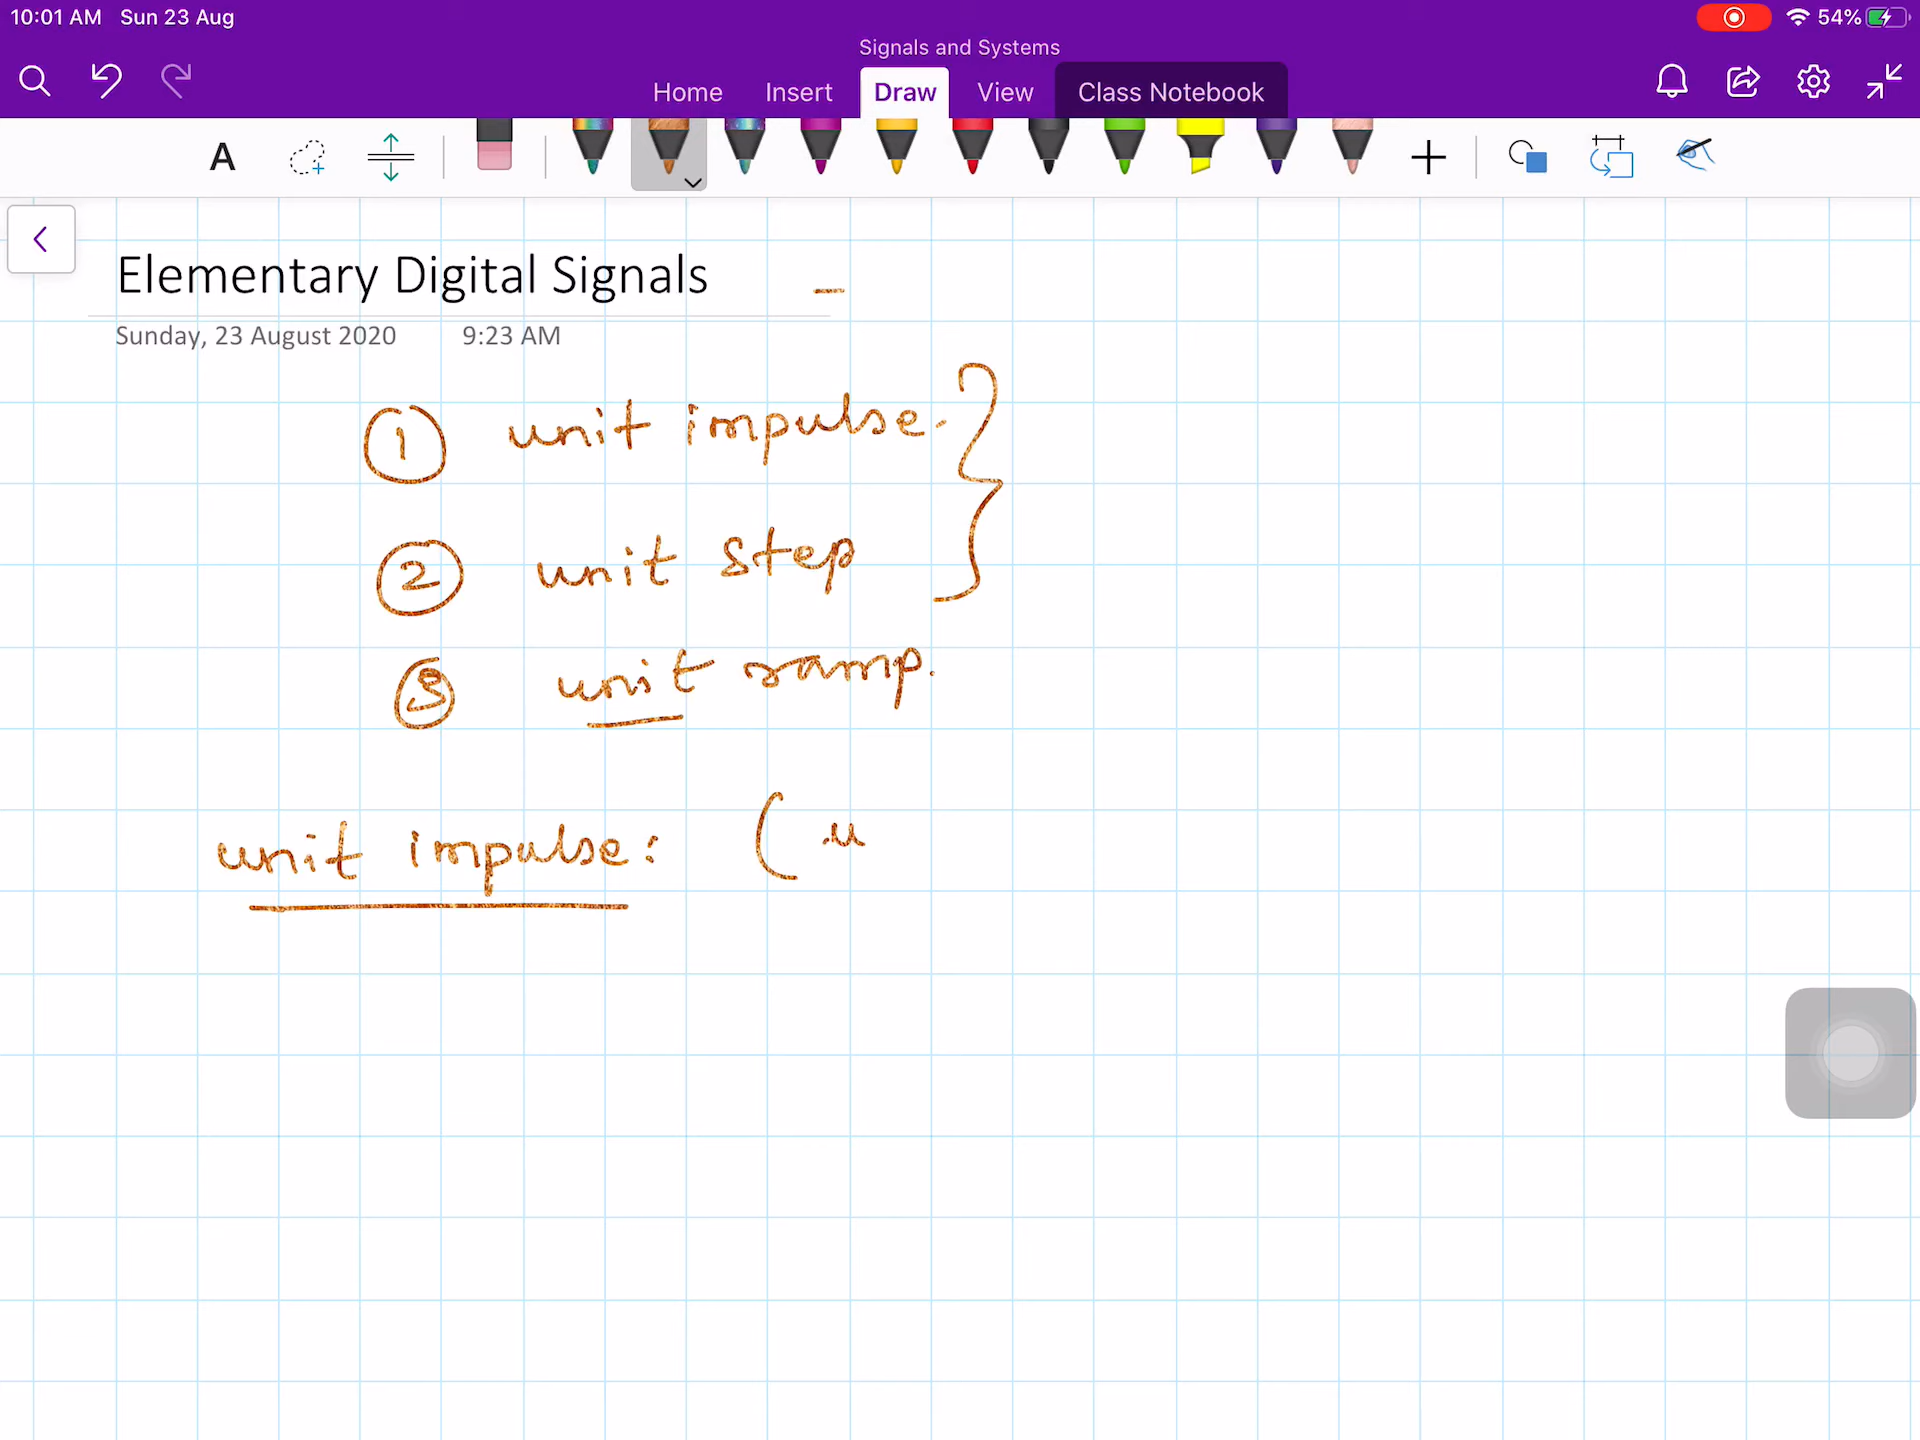 10:01 AM Sun 23 Aug 54%
Signals and Systems
Home Insert Draw View Class Notebook
A
Elementary Digital Signals
Sunday, 23 August 2020 9:23 AM
1 unit impulse.
2 unit step
3 unit ramp.
unit impulse: ( u